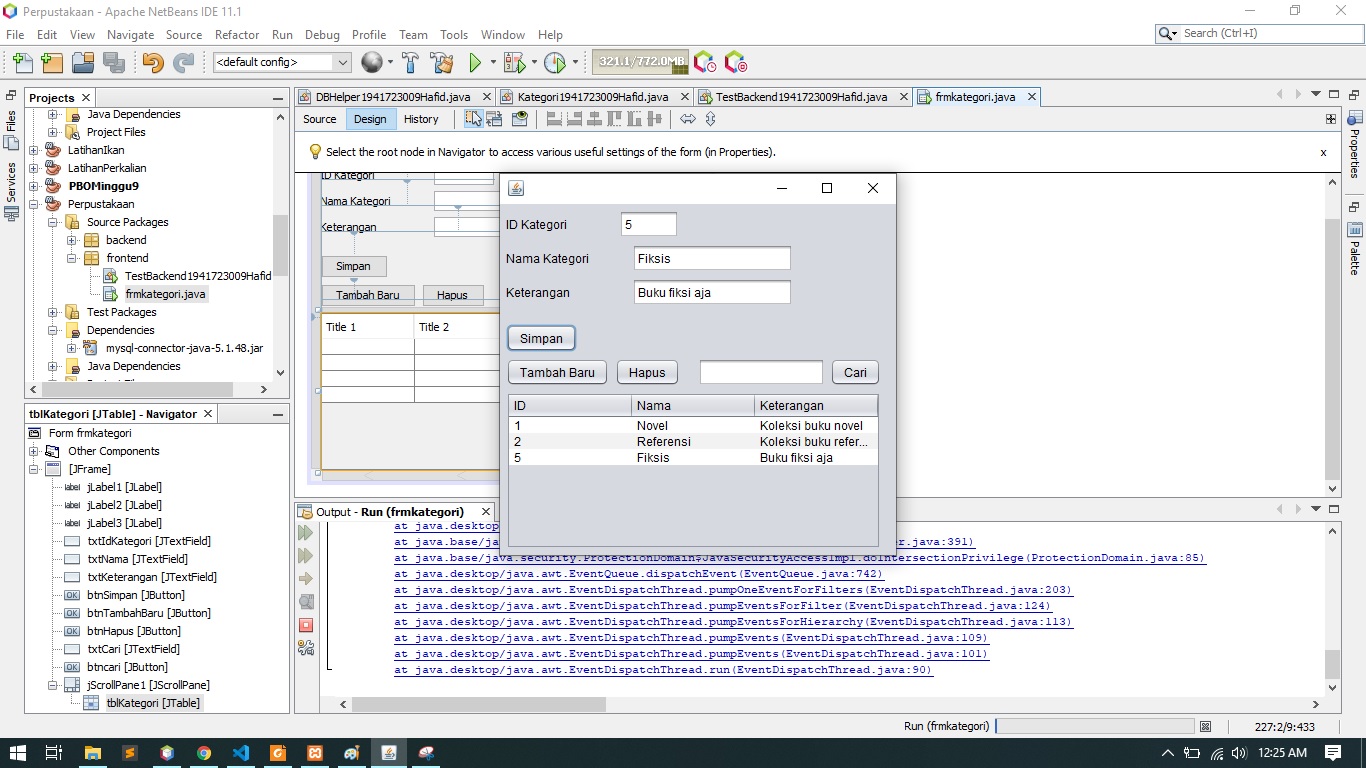 Perpustakaan - Apache NetBeans IDE 11.1
File Edit View Navigate Source Refactor Run Debug Profile Team Tools Window Help
Search (Ctrl+I)
<default config>
321.1/772.0MB
Files
Services
Projects
Java Dependencies
Project Files
LatihanIkan
LatihanPerkalian
PBOMinggu9
Perpustakaan
Source Packages
backend
frontend
TestBackend1941723009Hafid
frmkategori.java
Test Packages
Dependencies
mysql-connector-java-5.1.48.jar
Java Dependencies
tblKategori [JTable] - Navigator
Form frmkategori
Other Components
[JFrame]
label jLabel1 [JLabel]
label jLabel2 [JLabel]
label jLabel3 [JLabel]
txtIdKategori [JTextField]
txtNama [JTextField]
txtKeterangan [JTextField]
OK btnSimpan [JButton]
OK btnTambahBaru [JButton]
OK btnHapus [JButton]
txtCari [JTextField]
OK btncari [JButton]
jScrollPane1 [JScrollPane]
tblKategori [JTable]
DBHelper1941723009Hafid.java
Kategori1941723009Hafid.java
TestBackend1941723009Hafid.java
frmkategori.java
Source Design History
Select the root node in Navigator to access various useful settings of the form (in Properties). x
ID Kategori
Nama Kategori
Keterangan
Simpan
Tambah Baru Hapus
Title 1 Title 2
ID Kategori 5
Nama Kategori Fiksis
Keterangan Buku fiksi aja
Simpan
Tambah Baru Hapus Cari
ID Nama Keterangan
1 Novel Koleksi buku novel
2 Referensi Koleksi buku refer...
5 Fiksis Buku fiksi aja
Properties
Palette
Output - Run (frmkategori)
at java.desktop
at java.base/ja er.java:391)
at java.base/java.security.ProtectionDomain$JavaSecurityAccessImpl.doIntersectionPrivilege(ProtectionDomain.java:85)
at java.desktop/java.awt.EventQueue.dispatchEvent(EventQueue.java:742)
at java.desktop/java.awt.EventDispatchThread.pumpOneEventForFilters(EventDispatchThread.java:203)
at java.desktop/java.awt.EventDispatchThread.pumpEventsForFilter(EventDispatchThread.java:124)
at java.desktop/java.awt.EventDispatchThread.pumpEventsForHierarchy(EventDispatchThread.java:113)
at java.desktop/java.awt.EventDispatchThread.pumpEvents(EventDispatchThread.java:109)
at java.desktop/java.awt.EventDispatchThread.pumpEvents(EventDispatchThread.java:101)
at java.desktop/java.awt.EventDispatchThread.run(EventDispatchThread.java:90)
Run (frmkategori)
227:2/9:433
12:25 AM